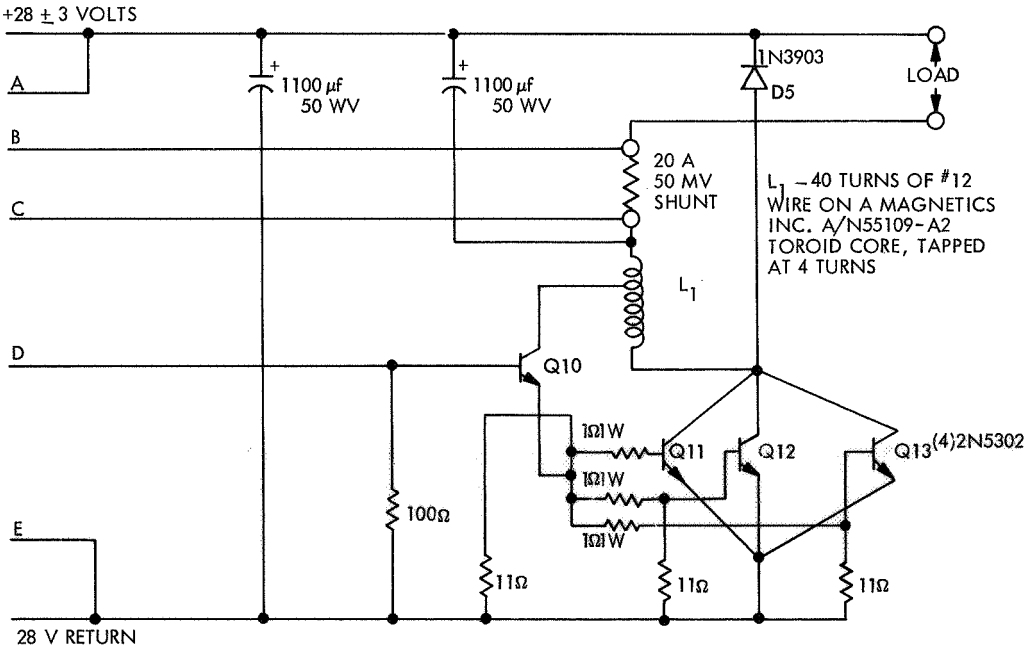 +28 ± 3 VOLTS
A
+
1100 µf
50 WV
+
1100 µf
50 WV
1N3903
D5
LOAD
B
20 A
50 MV
SHUNT
C
L1 – 40 TURNS OF #12
WIRE ON A MAGNETICS
INC. A/N55109-A2
TOROID CORE, TAPPED
AT 4 TURNS
L1
D
Q10
1Ω1W
Q11
Q12
Q13
(4)2N5302
1Ω1W
1Ω1W
100Ω
E
11Ω
11Ω
11Ω
28 V RETURN